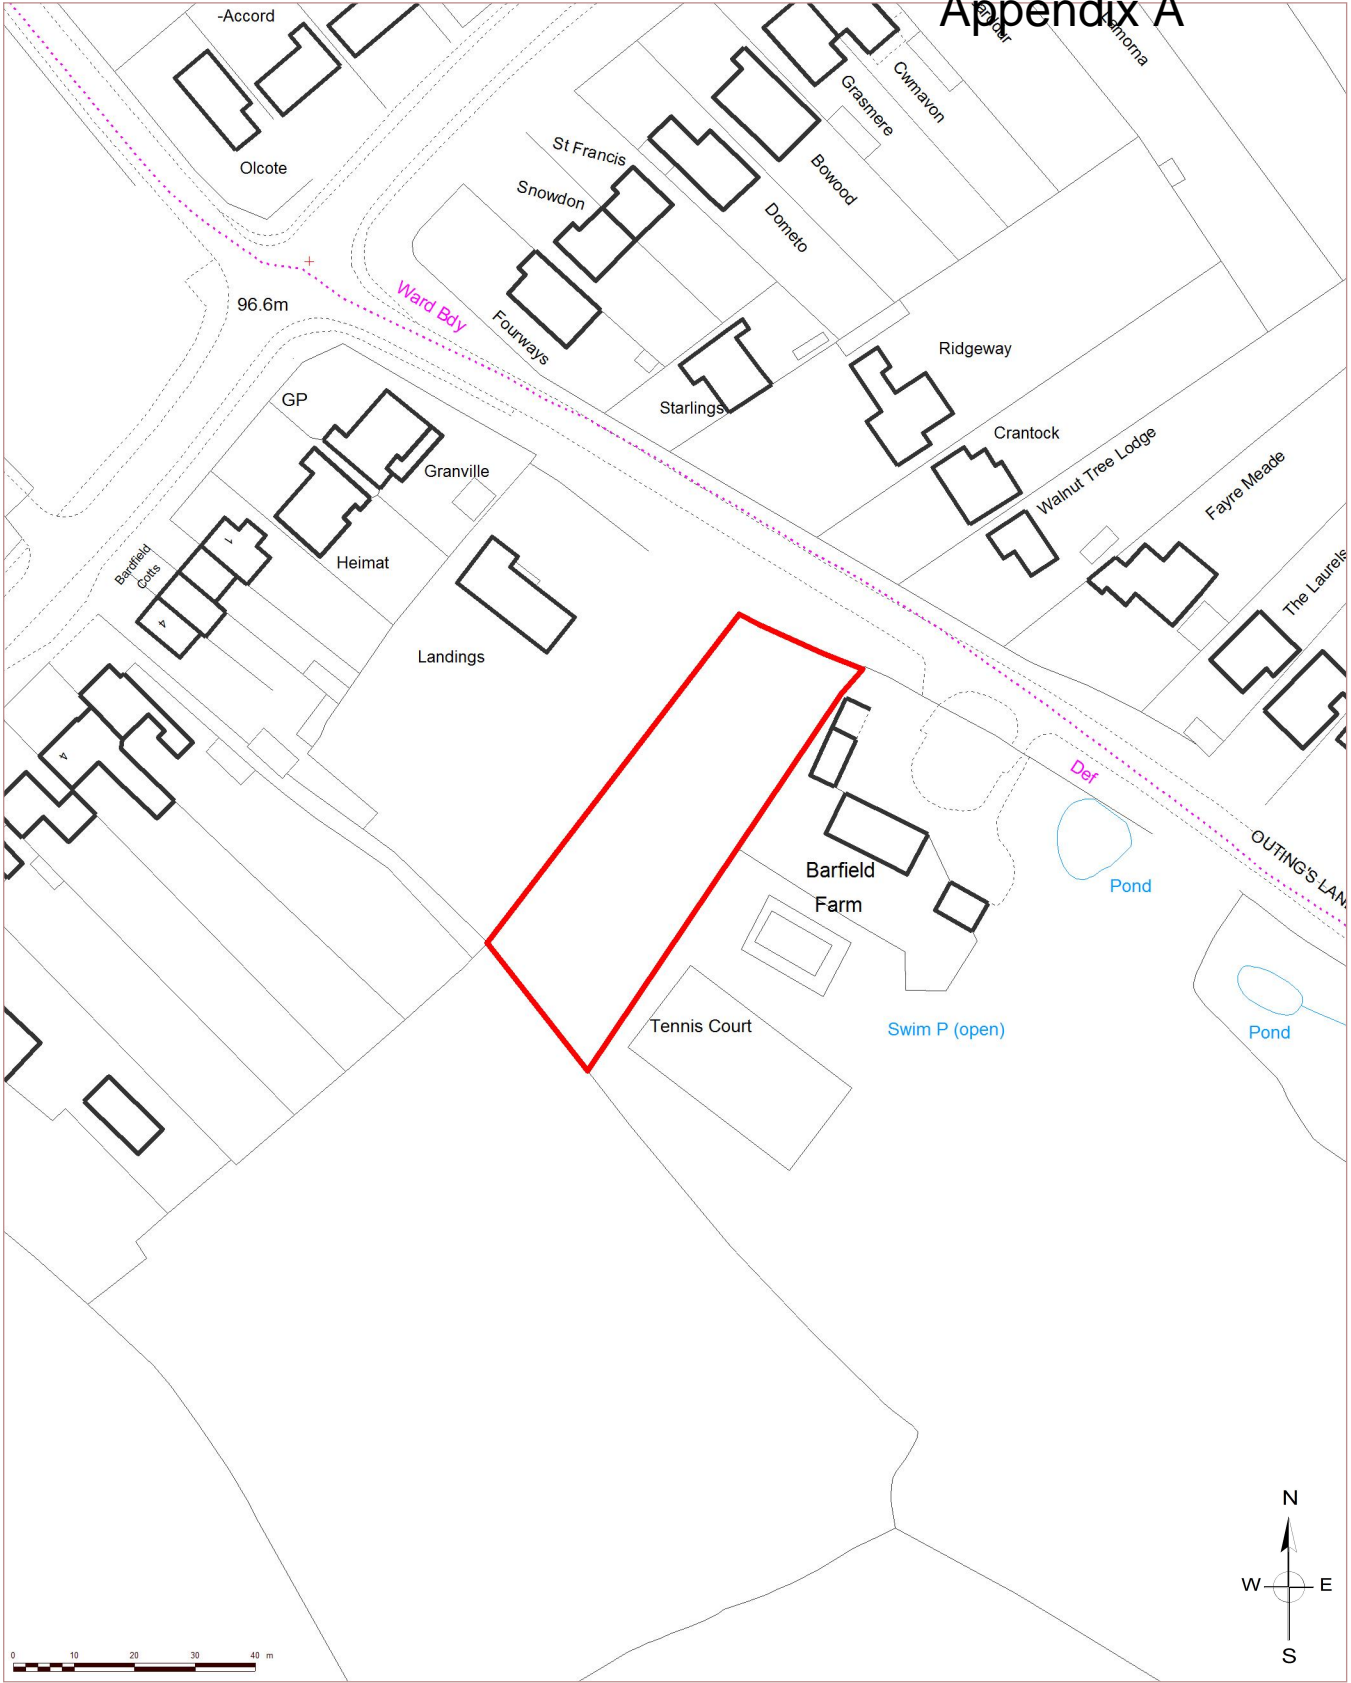 Appendix A
-Accord
Olcote
Cwmavon
Grasmere
Bowood
St Francis
Snowdon
Dometo
Fourways
Ward Bdy
96.6m
Ridgeway
Starlings
GP
Granville
Crantock
Walnut Tree Lodge
Fayre Meade
The Laurels
Heimat
1
Bardfield
Cotts
4
Landings
4
Def
Barfield
Farm
Pond
OUTING'S LAN
Tennis Court
Swim P (open)
Pond
N
W E
S
0 10 20 30 40 m